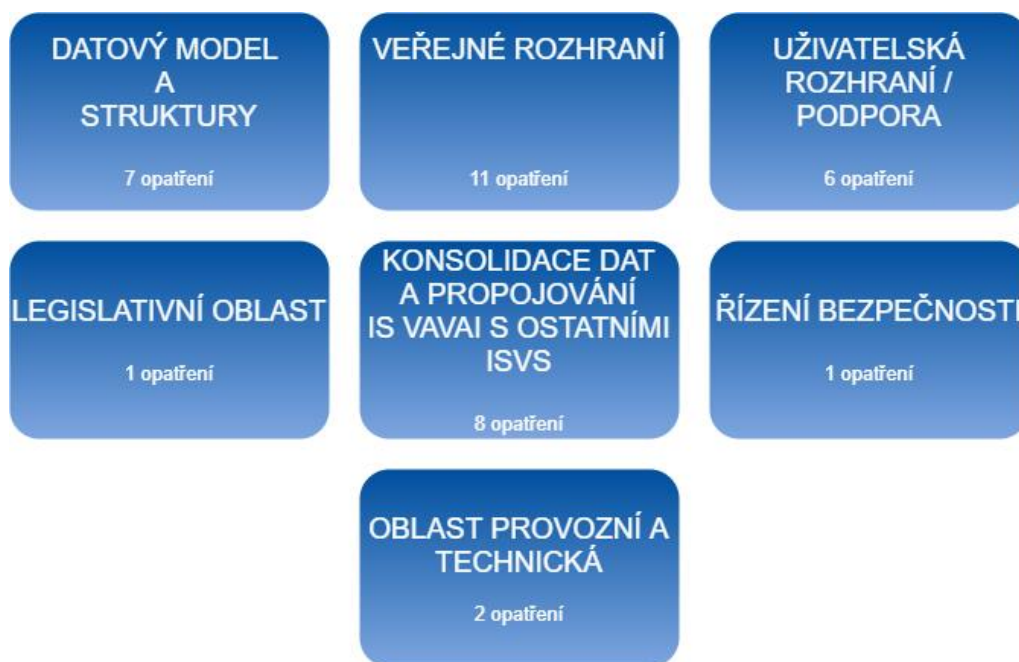 DATOVÝ MODEL
A
STRUKTURY
7 opatření
VEŘEJNÉ ROZHRANÍ
11 opatření
UŽIVATELSKÁ
ROZHRANÍ /
PODPORA
6 opatření
LEGISLATIVNÍ OBLAST
1 opatření
KONSOLIDACE DAT
A PROPOJOVÁNÍ
IS VAVAI S OSTATNÍMI
ISVS
8 opatření
ŘÍZENÍ BEZPEČNOSTI
1 opatření
OBLAST PROVOZNÍ A
TECHNICKÁ
2 opatření